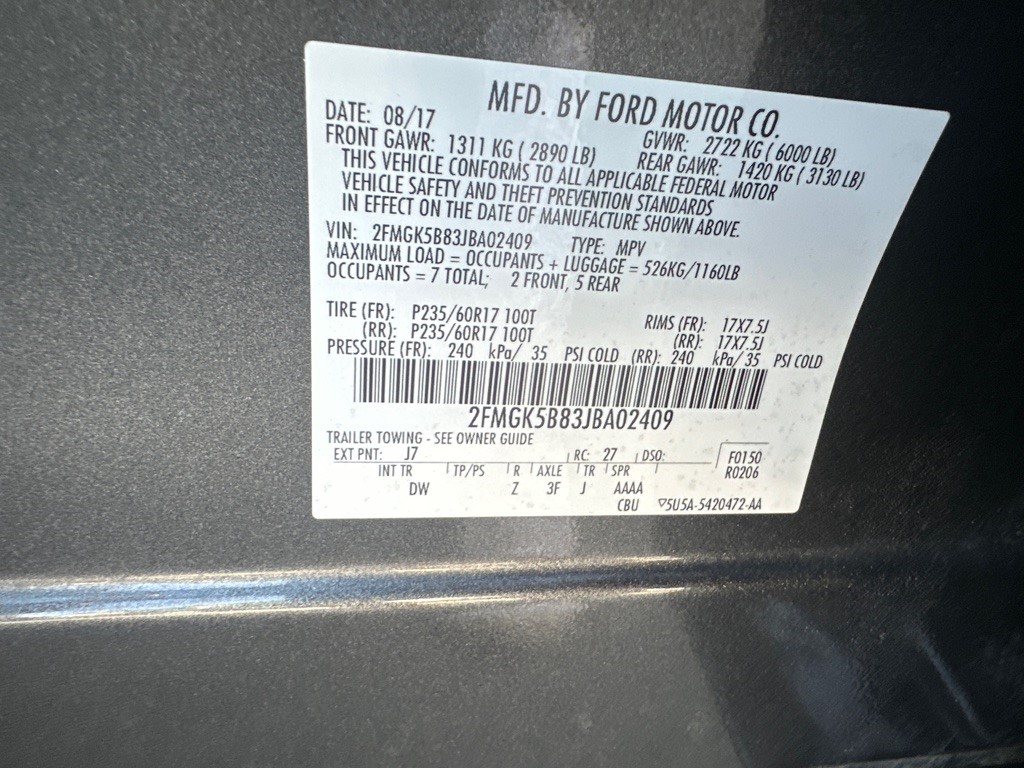 MFD. BY FORD MOTOR CO.
DATE: 08/17 GVWR: 2722 KG ( 6000 LB)
FRONT GAWR: 1311 KG ( 2890 LB) REAR GAWR: 1420 KG ( 3130 LB)
THIS VEHICLE CONFORMS TO ALL APPLICABLE FEDERAL MOTOR
VEHICLE SAFETY AND THEFT PREVENTION STANDARDS
IN EFFECT ON THE DATE OF MANUFACTURE SHOWN ABOVE.
VIN: 2FMGK5B83JBA02409 TYPE: MPV
MAXIMUM LOAD = OCCUPANTS + LUGGAGE = 526KG/1160LB
OCCUPANTS = 7 TOTAL; 2 FRONT, 5 REAR
TIRE (FR): P235/60R17 100T RIMS (FR): 17X7.5J
(RR): P235/60R17 100T (RR): 17X7.5J
PRESSURE (FR): 240 kPa/ 35 PSI COLD (RR): 240 kPa/ 35 PSI COLD
2FMGK5B83JBA02409
TRAILER TOWING - SEE OWNER GUIDE
EXT PNT: J7 RC: 27 DSO: F0150
INT TR TP/PS R AXLE TR SPR R0206
DW Z 3F J AAAA
CBU ▽5U5A-5420472-AA